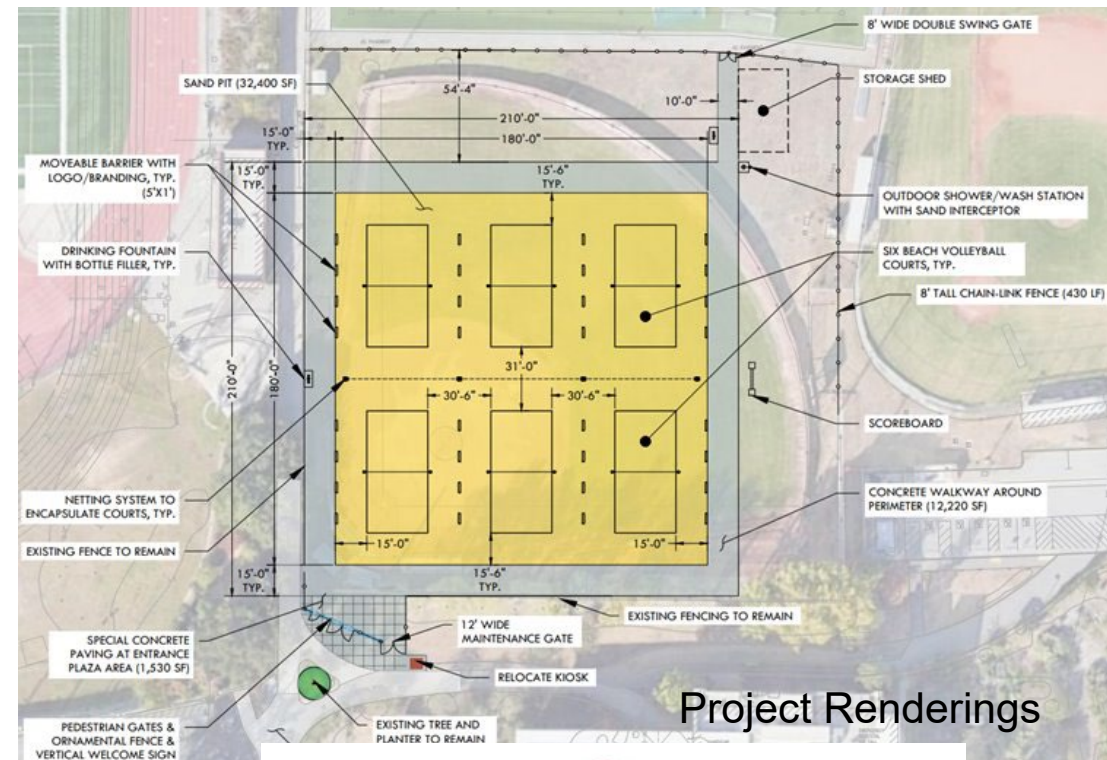 8' WIDE DOUBLE SWING GATE
SAND PIT (32,400 SF)
STORAGE SHED
54'-4"
10'-0"
210'-0"
15'-0"
TYP.
180'-0"
MOVEABLE BARRIER WITH
LOGO/BRANDING, TYP.
(5'X1')
15'-0"
TYP.
15'-6"
TYP.
OUTDOOR SHOWER/WASH STATION
WITH SAND INTERCEPTOR
DRINKING FOUNTAIN
WITH BOTTLE FILLER, TYP.
SIX BEACH VOLLEYBALL
COURTS, TYP.
8' TALL CHAIN-LINK FENCE (430 LF)
210'-0"
180'-0"
31'-0"
30'-6"
30'-6"
SCOREBOARD
NETTING SYSTEM TO
ENCAPSULATE COURTS, TYP.
CONCRETE WALKWAY AROUND
PERIMETER (12,220 SF)
EXISTING FENCE TO REMAIN
15'-0"
15'-0"
15'-0"
TYP.
15'-6"
TYP.
EXISTING FENCING TO REMAIN
SPECIAL CONCRETE
PAVING AT ENTRANCE
PLAZA AREA (1,530 SF)
12' WIDE
MAINTENANCE GATE
RELOCATE KIOSK
PEDESTRIAN GATES &
ORNAMENTAL FENCE &
VERTICAL WELCOME SIGN
EXISTING TREE AND
PLANTER TO REMAIN
Project Renderings